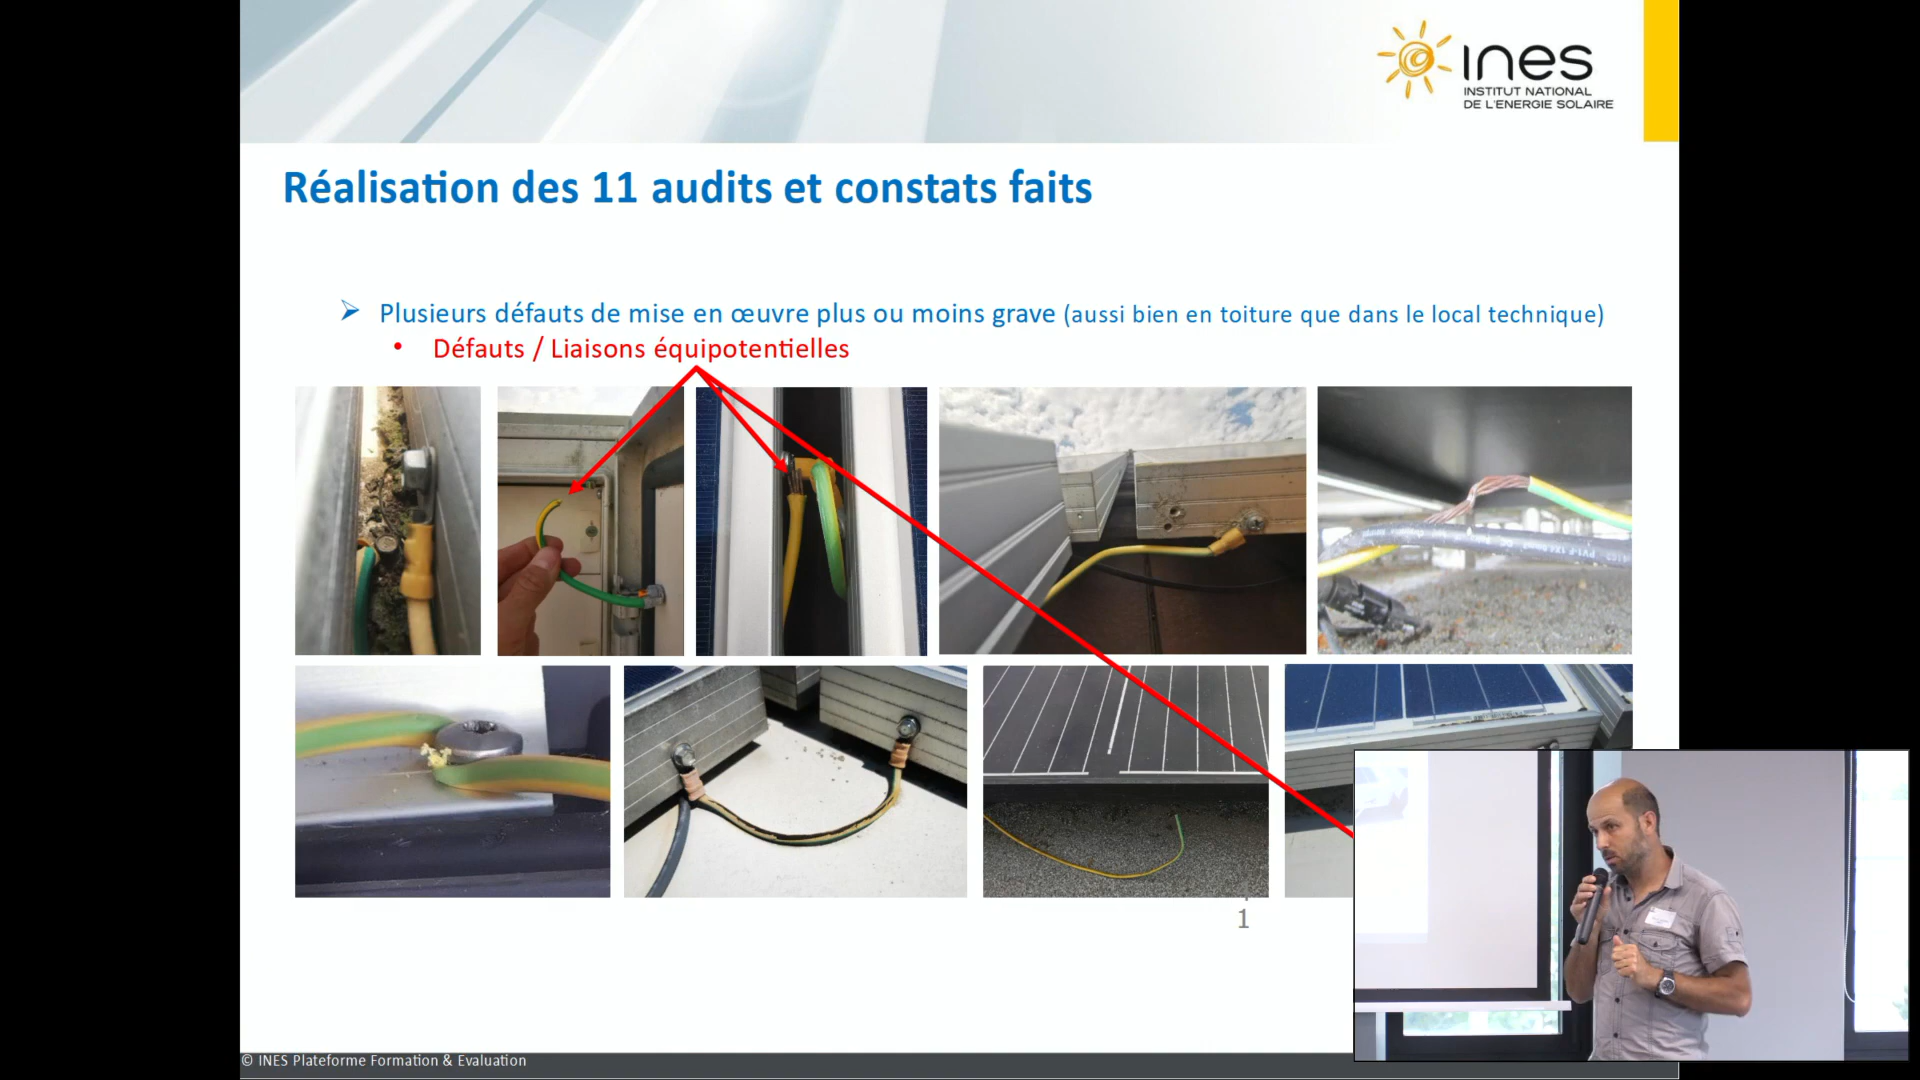 ines
INSTITUT NATIONAL
DE L'ENERGIE SOLAIRE
Réalisation des 11 audits et constats faits
➢ Plusieurs défauts de mise en œuvre plus ou moins grave (aussi bien en toiture que dans le local technique)
• Défauts / Liaisons équipotentielles
1
© INES Plateforme Formation & Evaluation